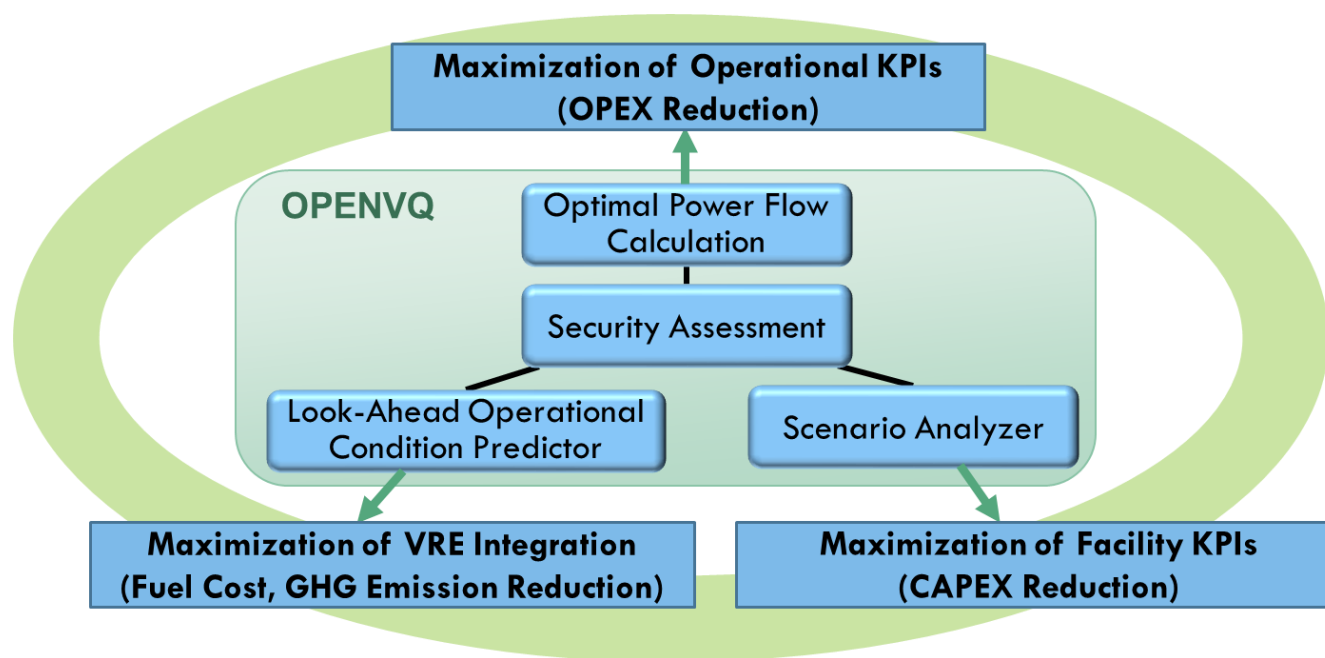 Maximization of Operational KPIs
(OPEX Reduction)
OPENVQ
Optimal Power Flow
Calculation
Security Assessment
Look-Ahead Operational
Condition Predictor
Scenario Analyzer
Maximization of VRE Integration
(Fuel Cost, GHG Emission Reduction)
Maximization of Facility KPIs
(CAPEX Reduction)